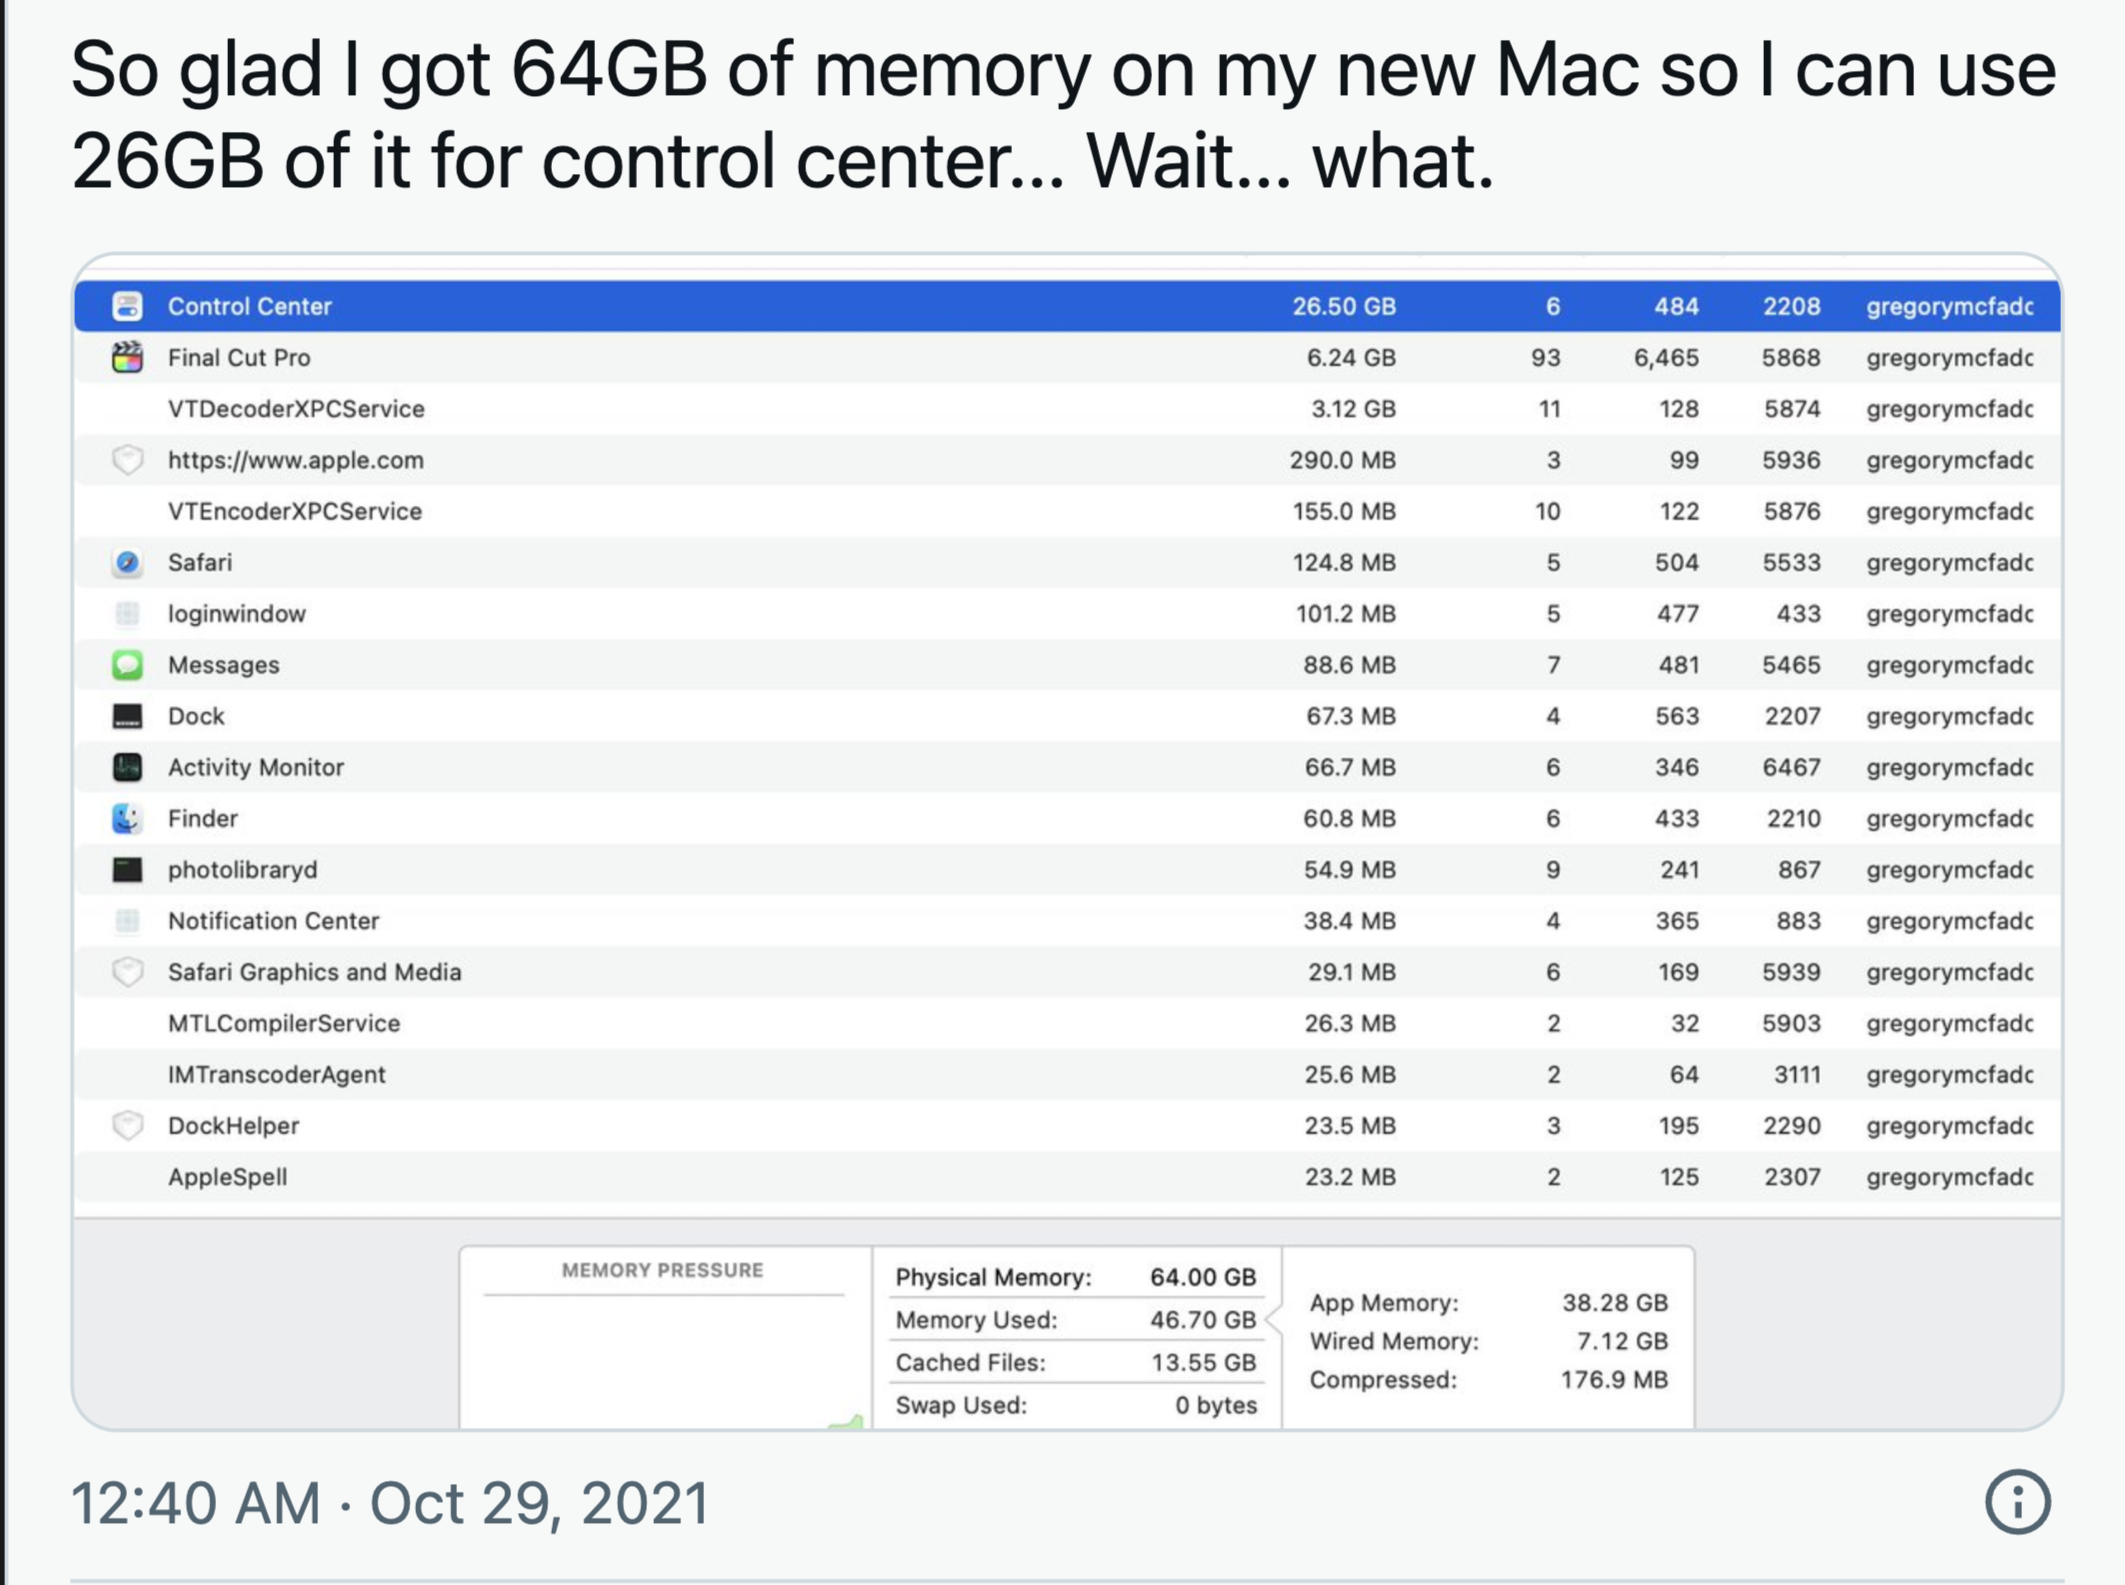 So glad I got 64GB of memory on my new Mac so I can use
26GB of it for control center... Wait... what.
Control Center 26.50 GB 6 484 2208 gregorymcfadc
Final Cut Pro 6.24 GB 93 6,465 5868 gregorymcfadc
VTDecoderXPCService 3.12 GB 11 128 5874 gregorymcfadc
https://www.apple.com 290.0 MB 3 99 5936 gregorymcfadc
VTEncoderXPCService 155.0 MB 10 122 5876 gregorymcfadc
Safari 124.8 MB 5 504 5533 gregorymcfadc
loginwindow 101.2 MB 5 477 433 gregorymcfadc
Messages 88.6 MB 7 481 5465 gregorymcfadc
Dock 67.3 MB 4 563 2207 gregorymcfadc
Activity Monitor 66.7 MB 6 346 6467 gregorymcfadc
Finder 60.8 MB 6 433 2210 gregorymcfadc
photolibraryd 54.9 MB 9 241 867 gregorymcfadc
Notification Center 38.4 MB 4 365 883 gregorymcfadc
Safari Graphics and Media 29.1 MB 6 169 5939 gregorymcfadc
MTLCompilerService 26.3 MB 2 32 5903 gregorymcfadc
IMTranscoderAgent 25.6 MB 2 64 3111 gregorymcfadc
DockHelper 23.5 MB 3 195 2290 gregorymcfadc
AppleSpell 23.2 MB 2 125 2307 gregorymcfadc
MEMORY PRESSURE
Physical Memory: 64.00 GB
Memory Used: 46.70 GB
Cached Files: 13.55 GB
Swap Used: 0 bytes
App Memory: 38.28 GB
Wired Memory: 7.12 GB
Compressed: 176.9 MB
12:40 AM · Oct 29, 2021